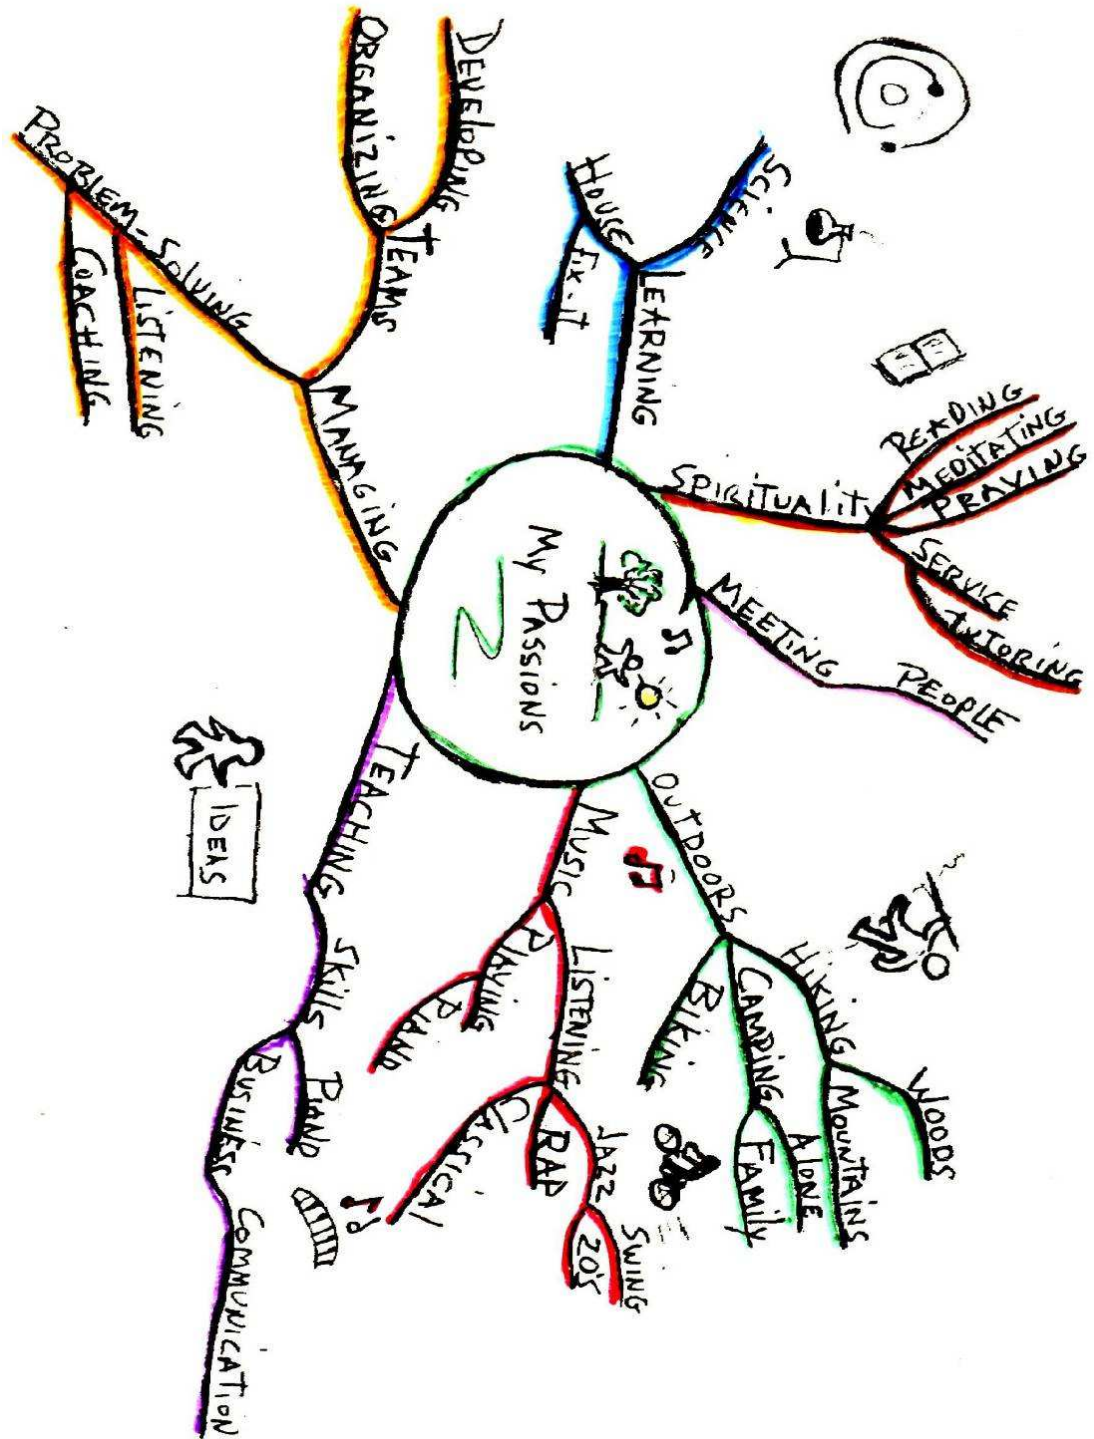 My PASSIONS
SPIRITUALITY
READING
MEDITATING
PRAYING
SERVICE
TUTORING
MEETING
PEOPLE
OUTDOORS
HIKING
WOODS
MOUNTAINS
CAMPING
ALONE
FAMILY
BIKING
MUSIC
LISTENING
JAZZ
SWING
20's
RAP
CLASSICAL
PLAYING
PIANO
TEACHING
SKILLS
PIANO
BUSINESS
COMMUNICATION
IDEAS
MANAGING
TEAMS
DEVELOPING
ORGANIZING
PROBLEM-SOLVING
LISTENING
COACHING
LEARNING
SCIENCE
HOUSE
FIX-IT